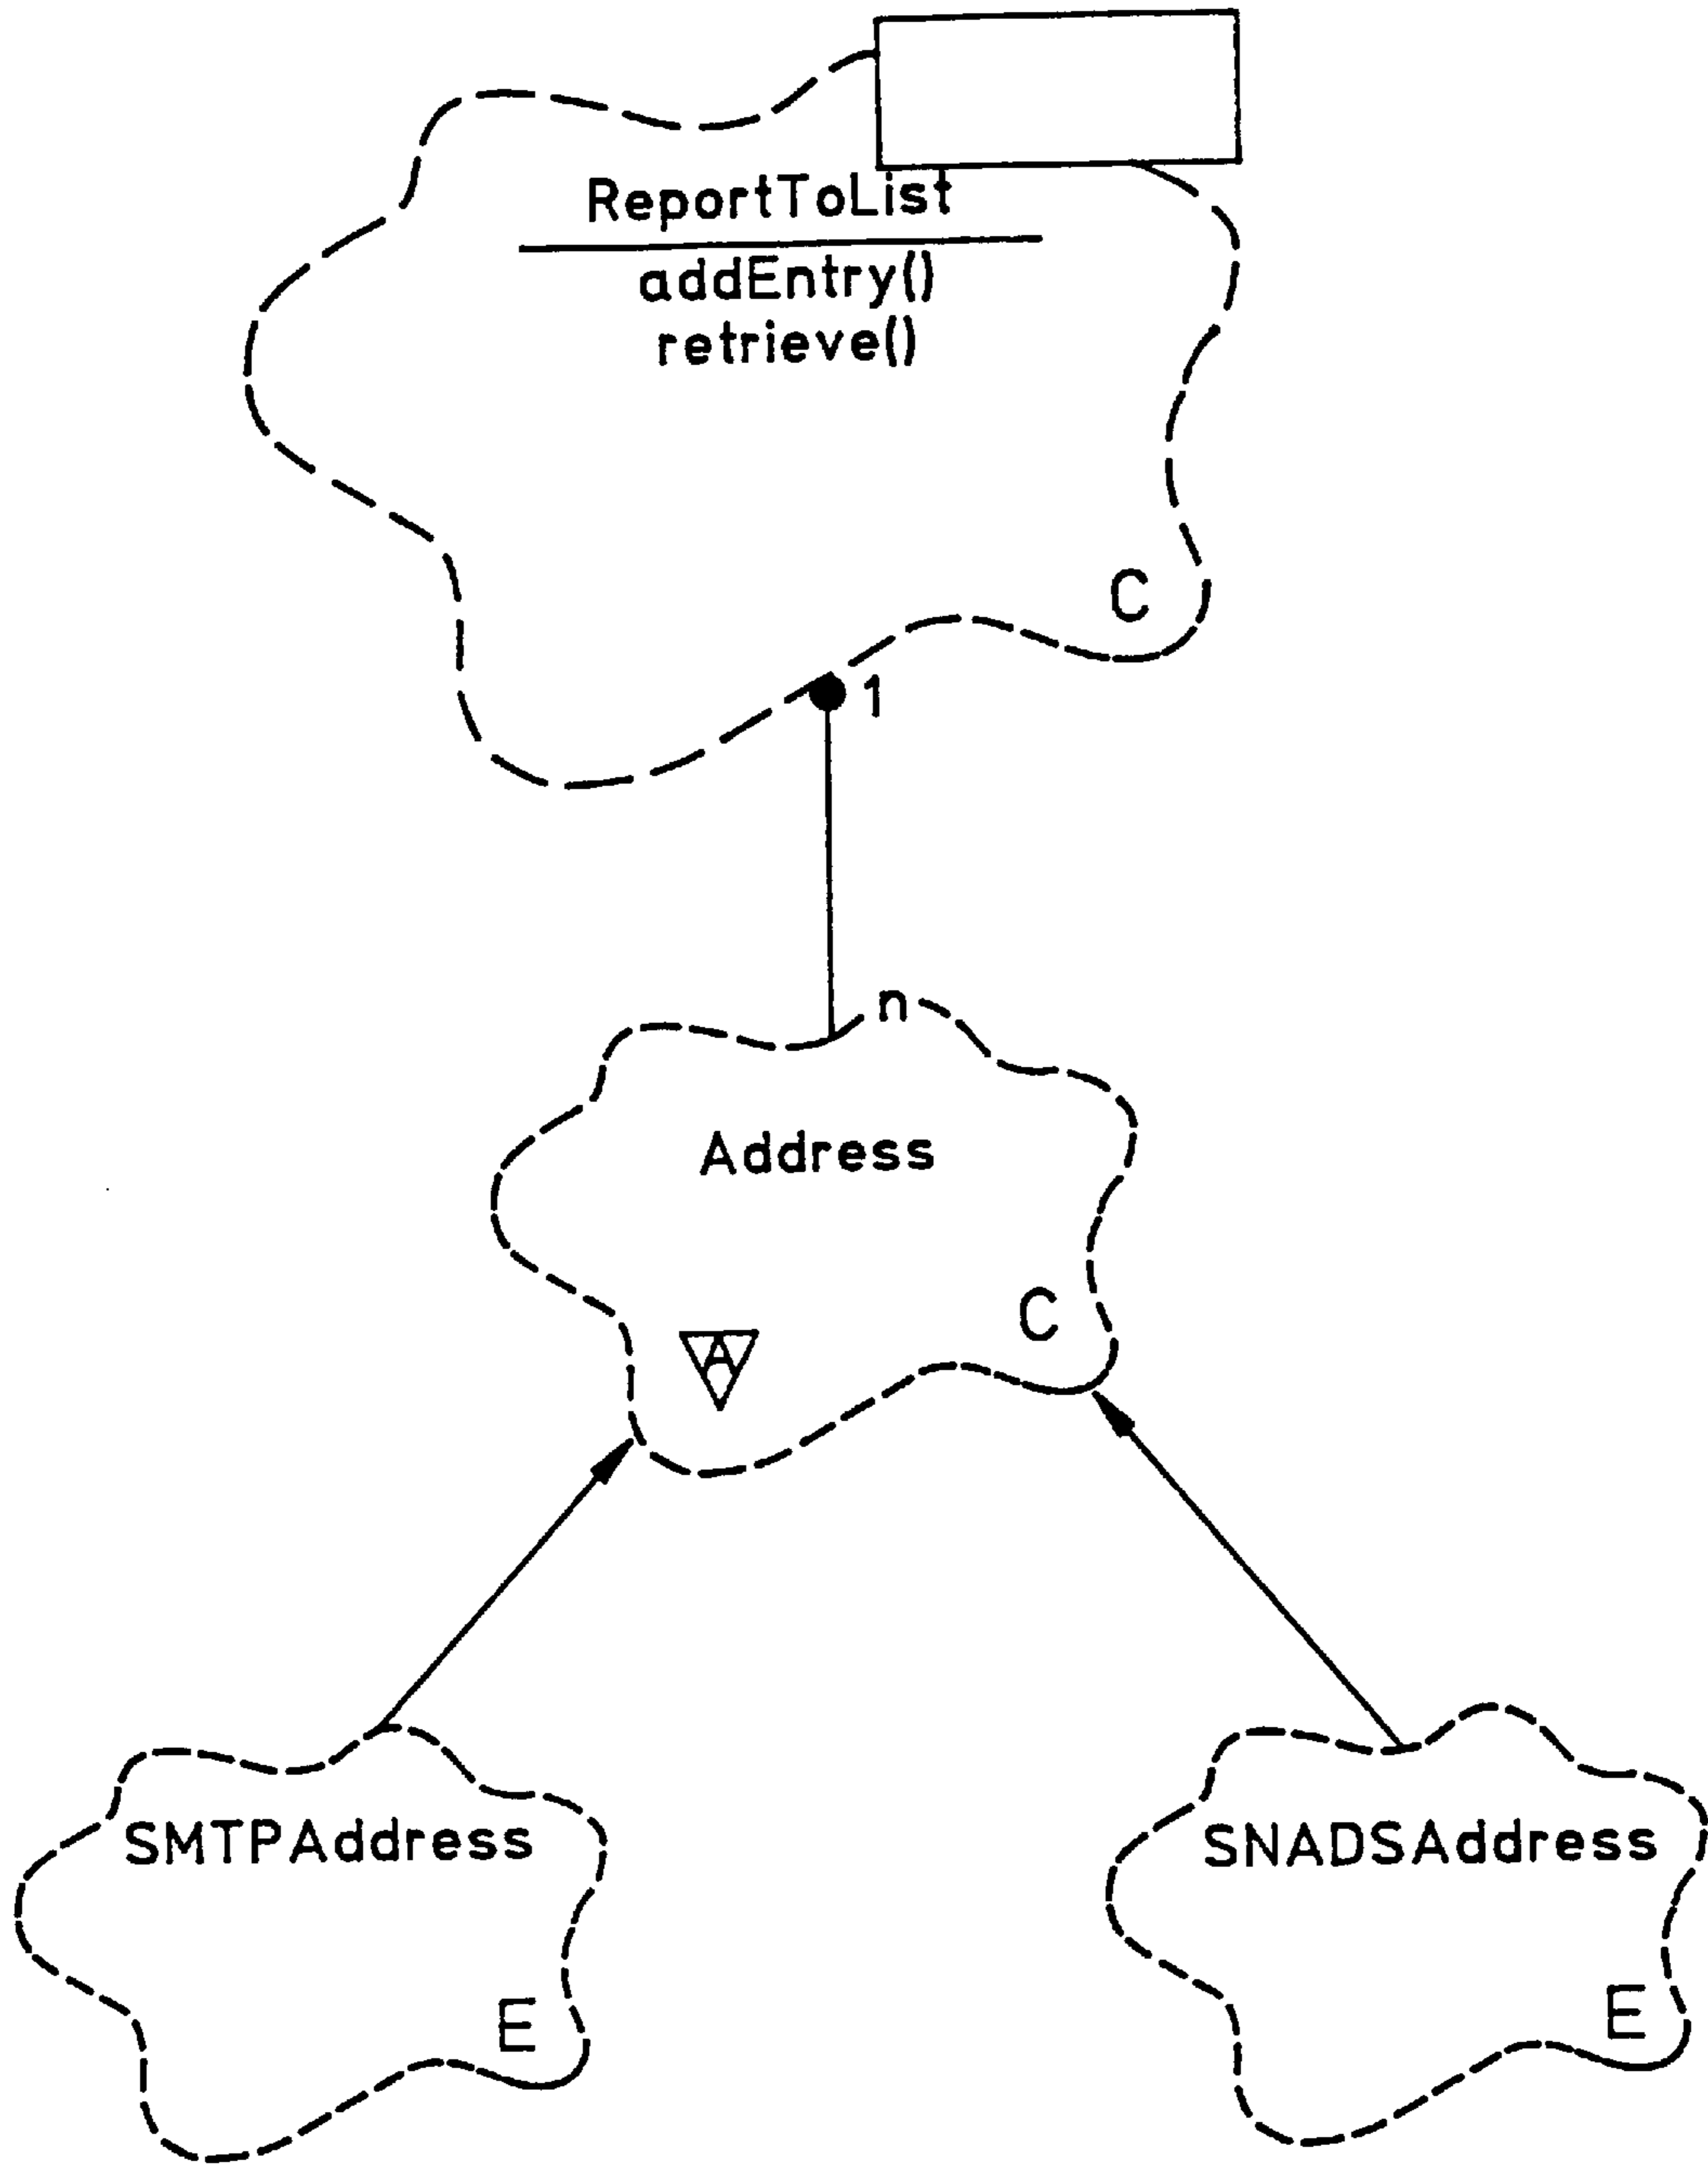 ReportToList
addEntry()
retrieve()
C
1
n
Address
C
A
SMTPAddress
SNADSAddress
E
E